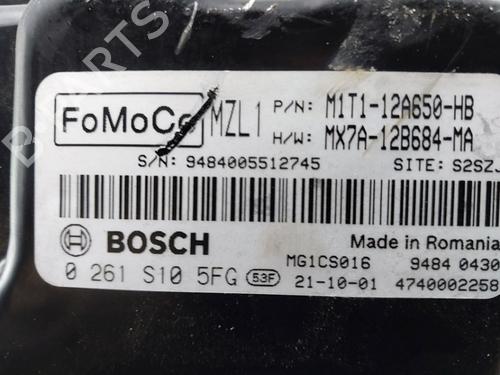 FoMoCo MZL1 P/N: M1T1-12A650-HB
H/W: MX7A-12B684-MA
S/N: 9484005512745 SITE: S2SZJ
BOSCH Made in Romania
MG1CS016 9484 0430
0 261 S10 5FG 53F 21-10-01 4740002258